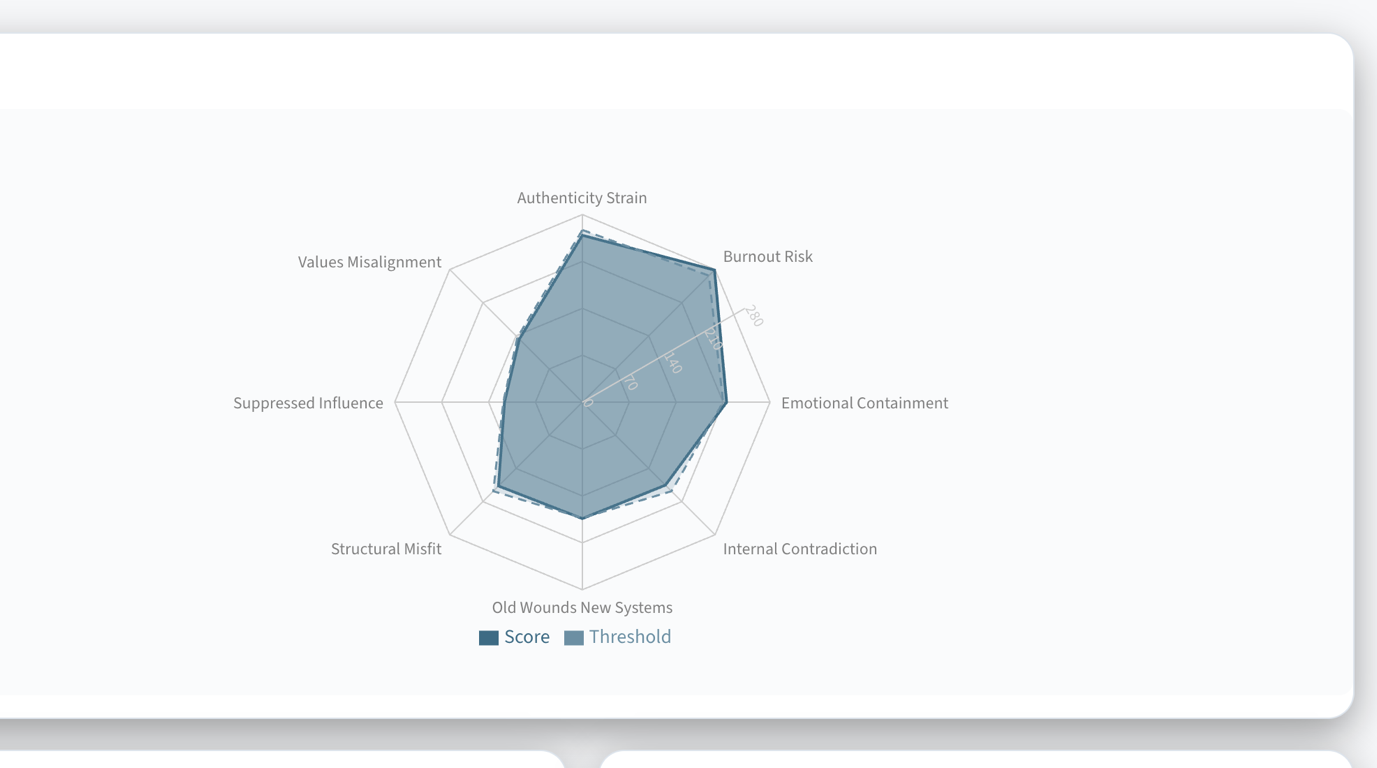 Authenticity Strain
Burnout Risk
Values Misalignment
280
210
140
70
0
Suppressed Influence
Emotional Containment
Structural Misfit
Internal Contradiction
Old Wounds New Systems
Score
Threshold